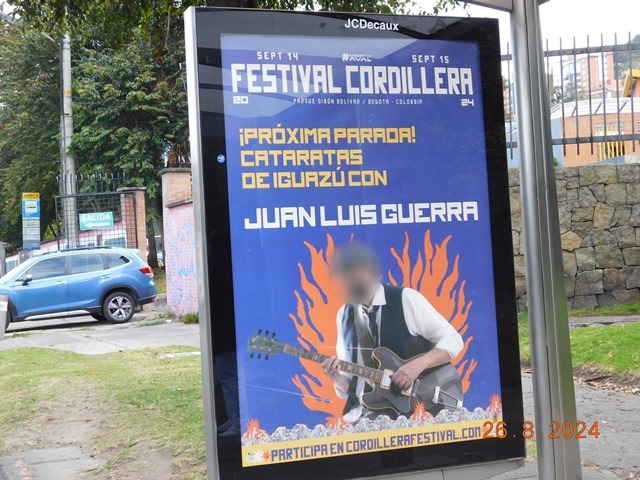 JCDecaux
SEPT 14 #AVAL SEPT 15
FESTIVAL CORDILLERA
20 PARQUE SIMÓN BOLÍVAR / BOGOTÁ - COLOMBIA 24
¡PRÓXIMA PARADA!
CATARATAS
DE IGUAZÚ CON
JUAN LUIS GUERRA
SALIDA
PARTICIPA EN CORDILLERAFESTIVAL.COM
26.8.2024